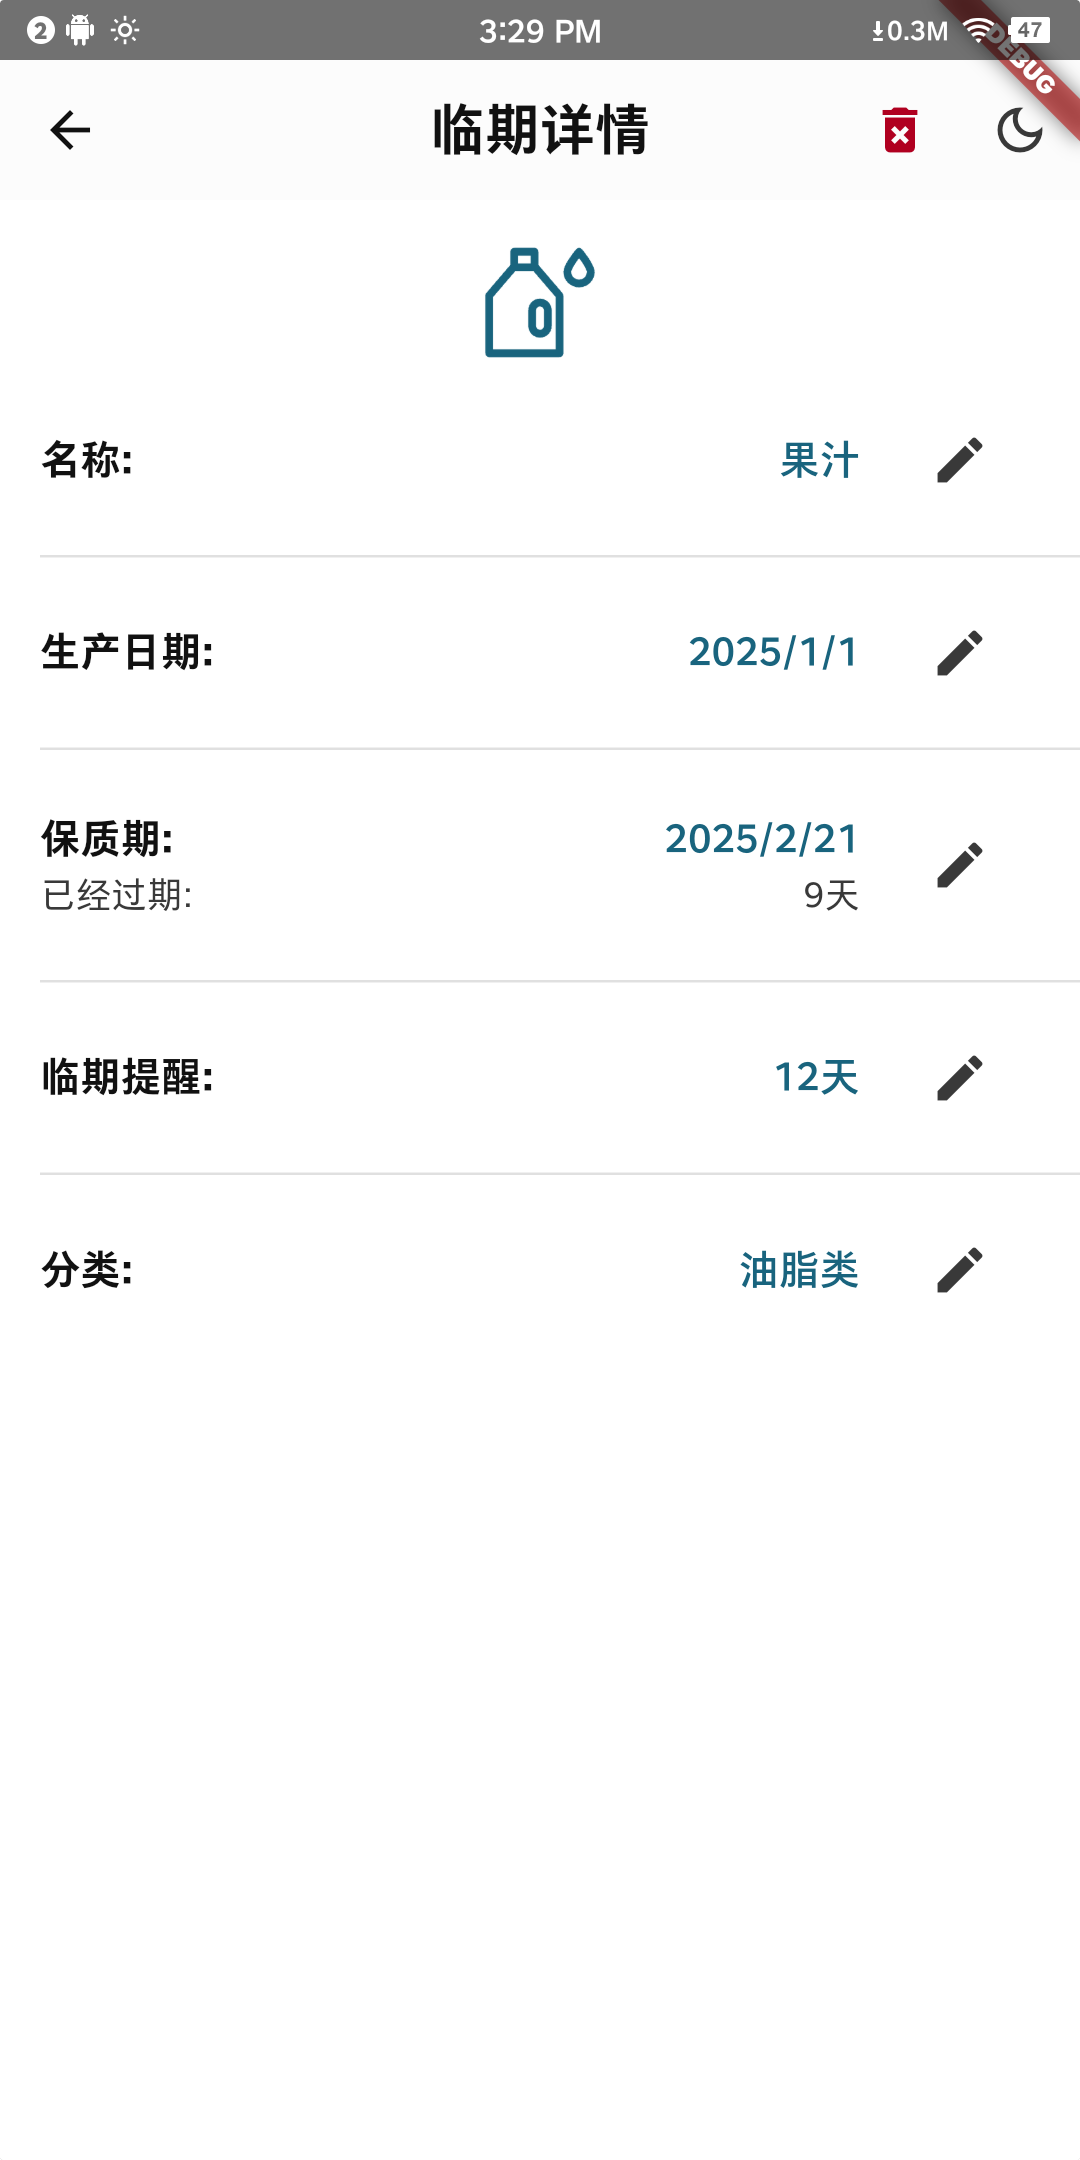 2 3:29 PM 0.3M 47
DEBUG
临期详情
名称: 果汁
生产日期: 2025/1/1
保质期: 2025/2/21
已经过期: 9天
临期提醒: 12天
分类: 油脂类